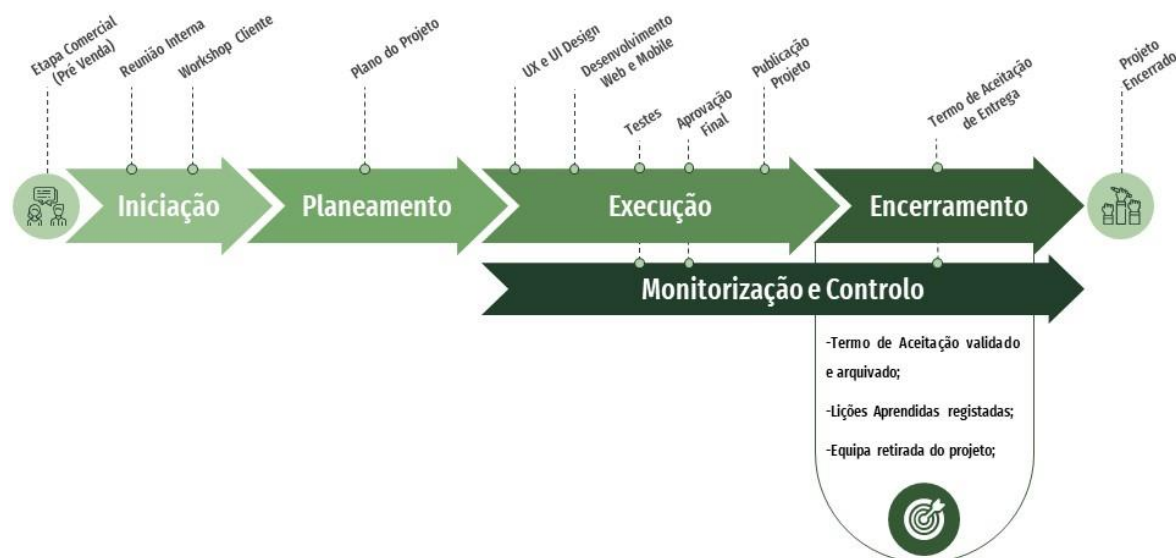 Etapa Comercial
(Pré Venda)
Reunião Interna
Workshop Cliente
Plano do Projeto
UX e UI Design
Desenvolvimento
Web e Mobile
Testes
Aprovação
Final
Publicação
Projeto
Termo de Aceitação
de Entrega
Projeto
Encerrado
Iniciação
Planeamento
Execução
Encerramento
Monitorização e Controlo
-Termo de Aceitação validado
e arquivado;
-Lições Aprendidas registadas;
-Equipa retirada do projeto;